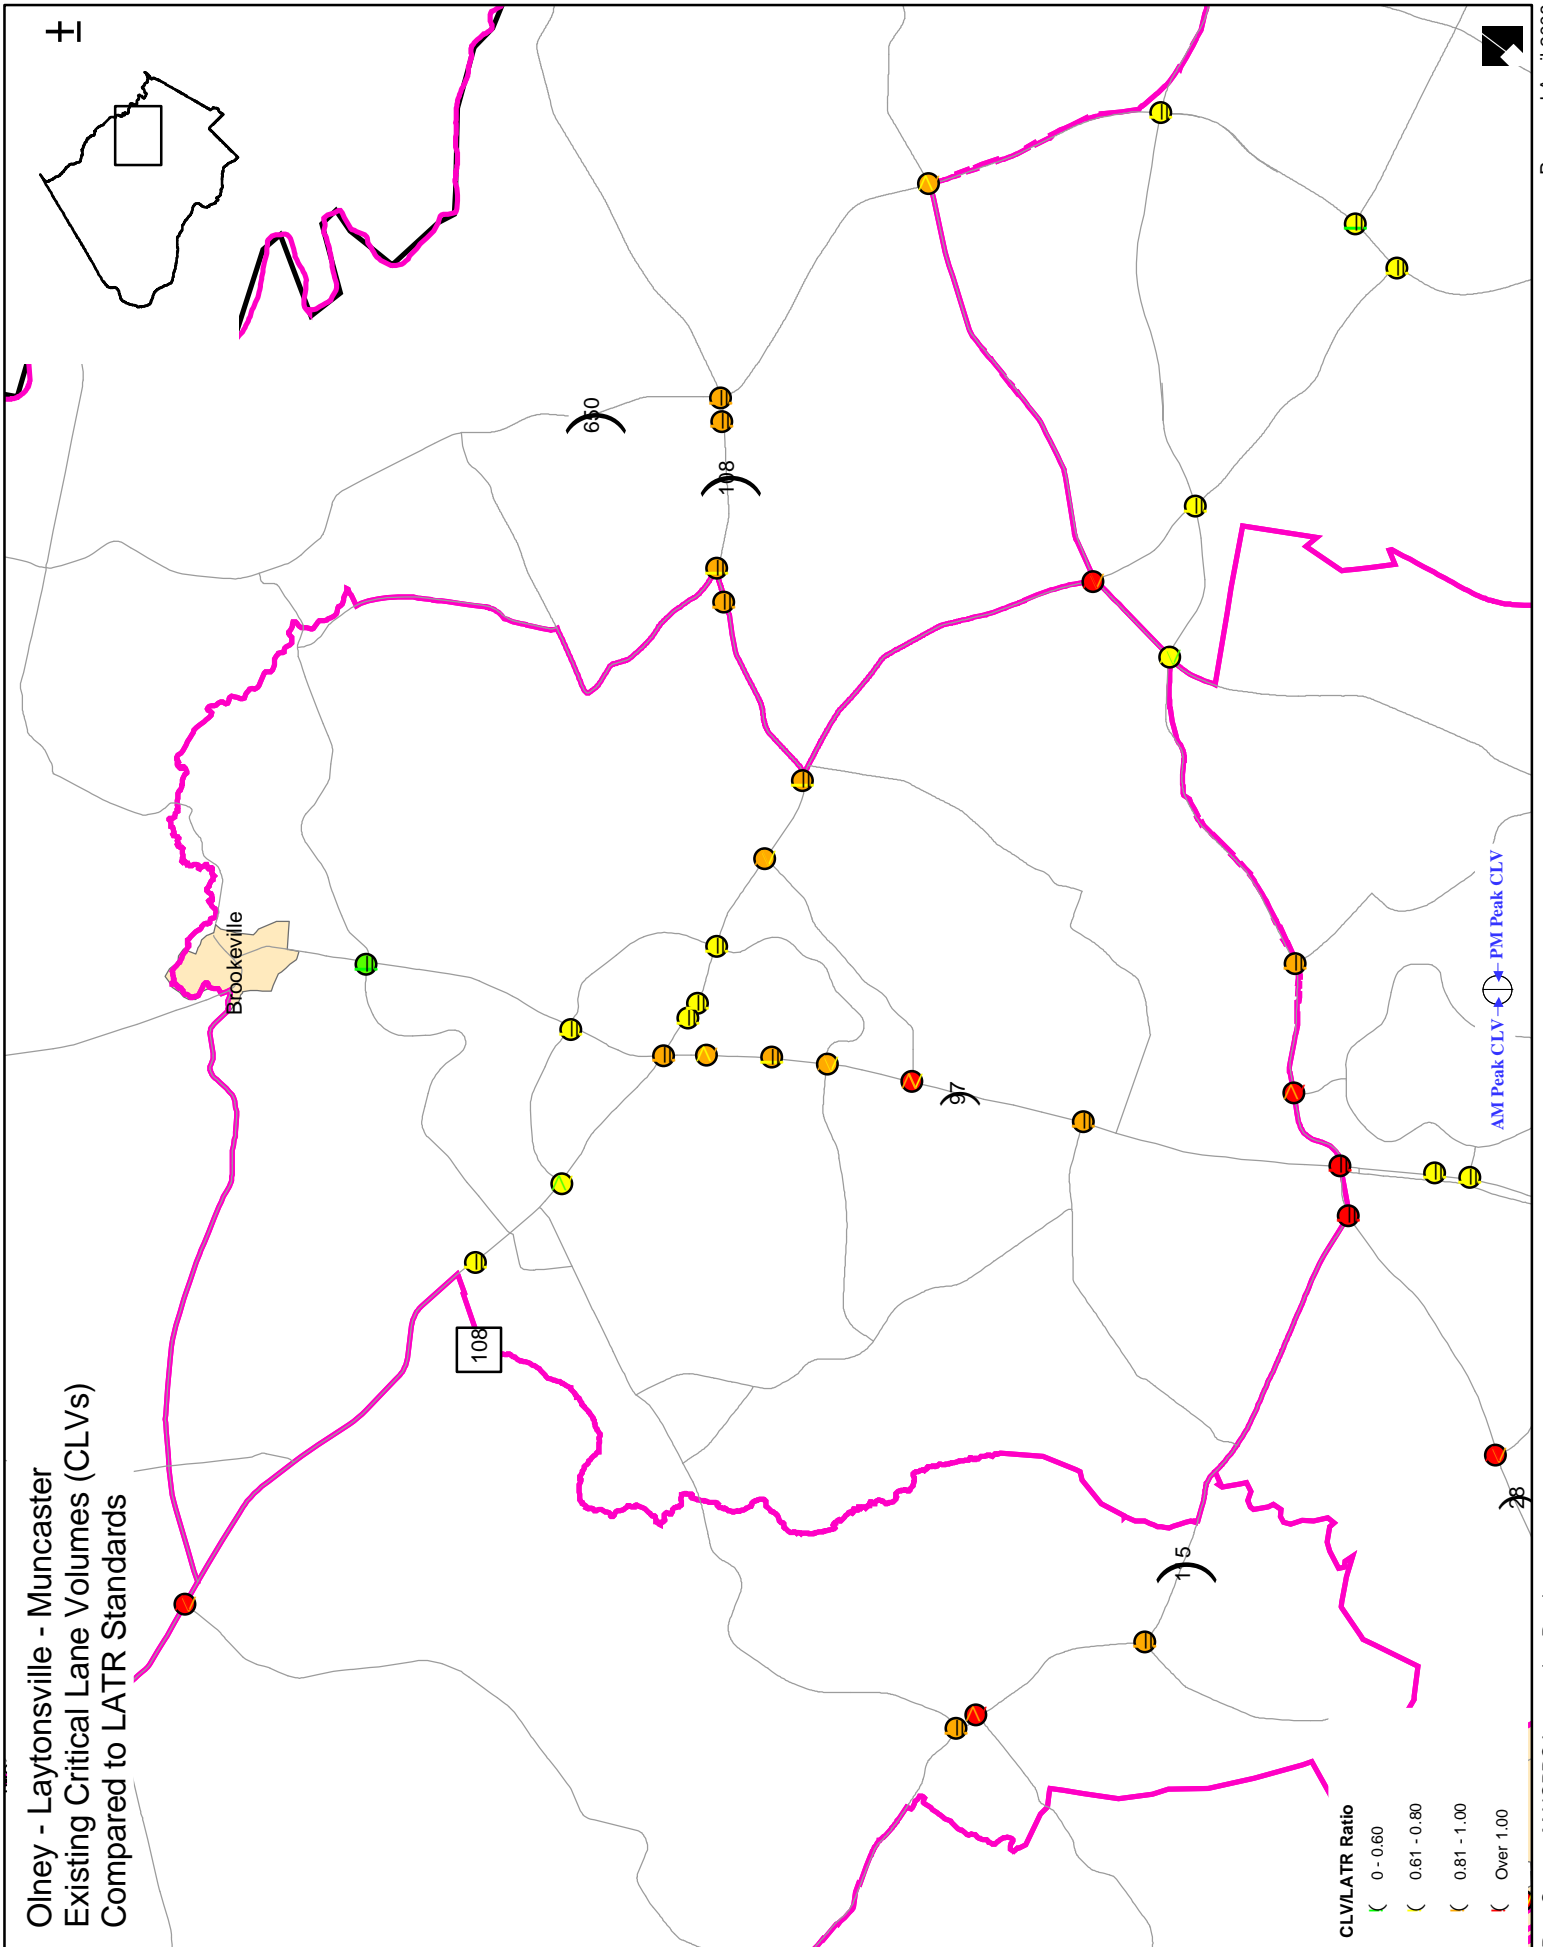 Olney - Laytonsville - Muncaster
Existing Critical Lane Volumes (CLVs)
Compared to LATR Standards
Brookeville
650
108
108
97
115
28
AM Peak CLV
PM Peak CLV
CLV/LATR Ratio
0 - 0.60
0.61 - 0.80
0.81 - 1.00
Over 1.00